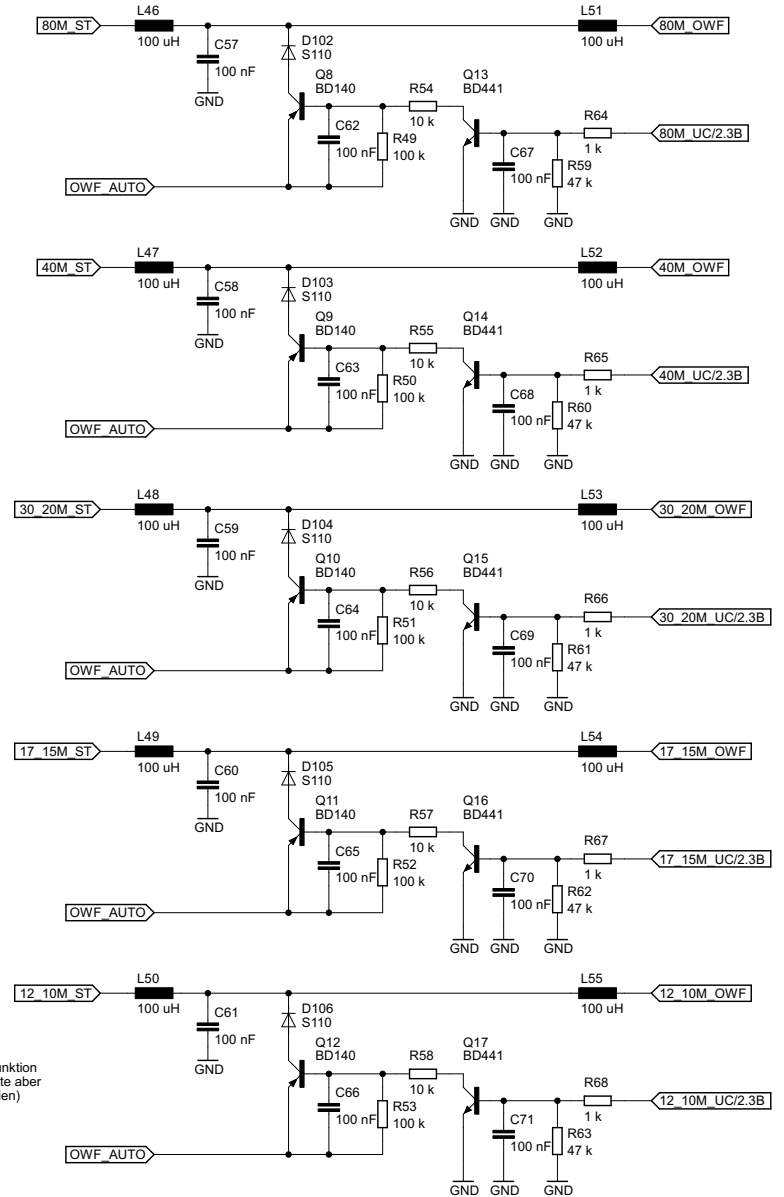 80M_ST
L46
100 uH
C57
100 nF
GND
D102
S110
Q8
BD140
C62
100 nF
R49
100 k
R54
10 k
Q13
BD441
L51
100 uH
80M_OWF
R64
1 k
80M_UC/2.3B
C67
100 nF
R59
47 k
GND
GND
GND
OWF_AUTO
40M_ST
L47
100 uH
C58
100 nF
GND
D103
S110
Q9
BD140
C63
100 nF
R50
100 k
R55
10 k
Q14
BD441
L52
100 uH
40M_OWF
R65
1 k
40M_UC/2.3B
C68
100 nF
R60
47 k
GND
GND
GND
OWF_AUTO
30_20M_ST
L48
100 uH
C59
100 nF
GND
D104
S110
Q10
BD140
C64
100 nF
R51
100 k
R56
10 k
Q15
BD441
L53
100 uH
30_20M_OWF
R66
1 k
30_20M_UC/2.3B
C69
100 nF
R61
47 k
GND
GND
GND
OWF_AUTO
17_15M_ST
L49
100 uH
C60
100 nF
GND
D105
S110
Q11
BD140
C65
100 nF
R52
100 k
R57
10 k
Q16
BD441
L54
100 uH
17_15M_OWF
R67
1 k
17_15M_UC/2.3B
C70
100 nF
R62
47 k
GND
GND
GND
OWF_AUTO
12_10M_ST
L50
100 uH
C61
100 nF
GND
D106
S110
Q12
BD140
C66
100 nF
R53
100 k
R58
10 k
Q17
BD441
L55
100 uH
12_10M_OWF
R68
1 k
12_10M_UC/2.3B
C71
100 nF
R63
47 k
GND
GND
GND
OWF_AUTO
nktion
te aber
len)